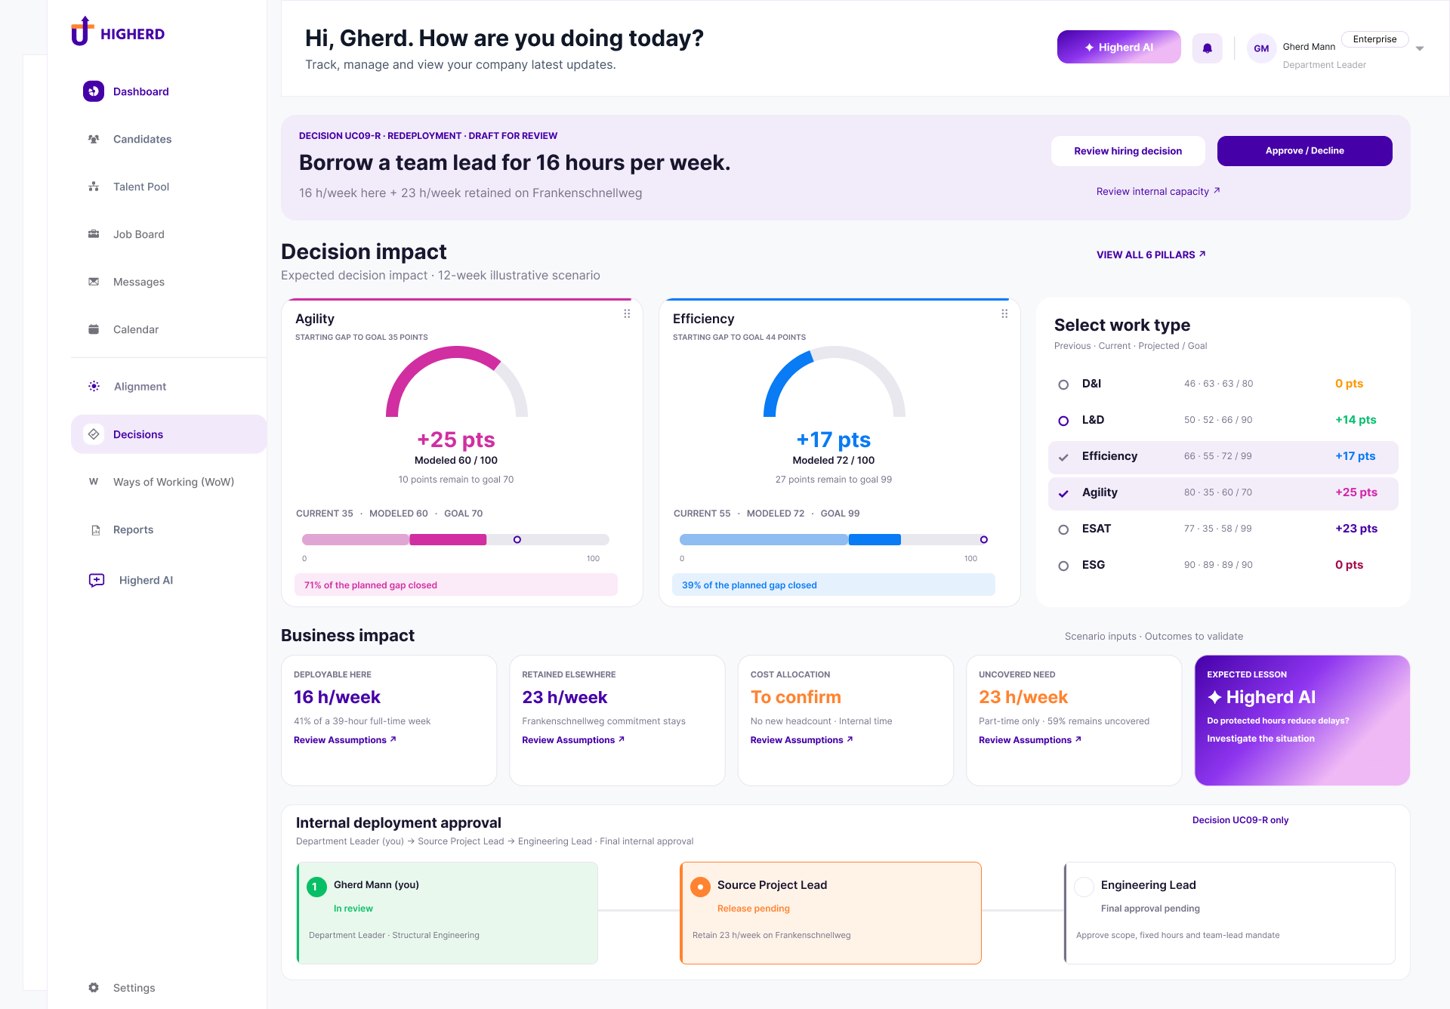 HIGHERD
Dashboard
Candidates
Talent Pool
Job Board
Messages
Calendar
Alignment
Decisions
W Ways of Working (WoW)
Reports
Higherd AI
Settings
Hi, Gherd. How are you doing today?
Track, manage and view your company latest updates.
Higherd AI
GM
Gherd Mann
Enterprise
Department Leader
DECISION UC09-R · REDEPLOYMENT · DRAFT FOR REVIEW
Borrow a team lead for 16 hours per week.
16 h/week here + 23 h/week retained on Frankenschnellweg
Review hiring decision
Approve / Decline
Review internal capacity ↗
Decision impact
Expected decision impact · 12-week illustrative scenario
VIEW ALL 6 PILLARS ↗
Agility
STARTING GAP TO GOAL 35 POINTS
+25 pts
Modeled 60 / 100
10 points remain to goal 70
CURRENT 35 · MODELED 60 · GOAL 70
0 100
71% of the planned gap closed
Efficiency
STARTING GAP TO GOAL 44 POINTS
+17 pts
Modeled 72 / 100
27 points remain to goal 99
CURRENT 55 · MODELED 72 · GOAL 99
0 100
39% of the planned gap closed
Select work type
Previous · Current · Projected / Goal
D&I 46 · 63 · 63 / 80 0 pts
L&D 50 · 52 · 66 / 90 +14 pts
Efficiency 66 · 55 · 72 / 99 +17 pts
Agility 80 · 35 · 60 / 70 +25 pts
ESAT 77 · 35 · 58 / 99 +23 pts
ESG 90 · 89 · 89 / 90 0 pts
Business impact
Scenario inputs · Outcomes to validate
DEPLOYABLE HERE
16 h/week
41% of a 39-hour full-time week
Review Assumptions ↗
RETAINED ELSEWHERE
23 h/week
Frankenschnellweg commitment stays
Review Assumptions ↗
COST ALLOCATION
To confirm
No new headcount · Internal time
Review Assumptions ↗
UNCOVERED NEED
23 h/week
Part-time only · 59% remains uncovered
Review Assumptions ↗
EXPECTED LESSON
Higherd AI
Do protected hours reduce delays?
Investigate the situation
Internal deployment approval
Department Leader (you) → Source Project Lead → Engineering Lead · Final internal approval
Decision UC09-R only
1 Gherd Mann (you)
In review
Department Leader · Structural Engineering
Source Project Lead
Release pending
Retain 23 h/week on Frankenschnellweg
Engineering Lead
Final approval pending
Approve scope, fixed hours and team-lead mandate